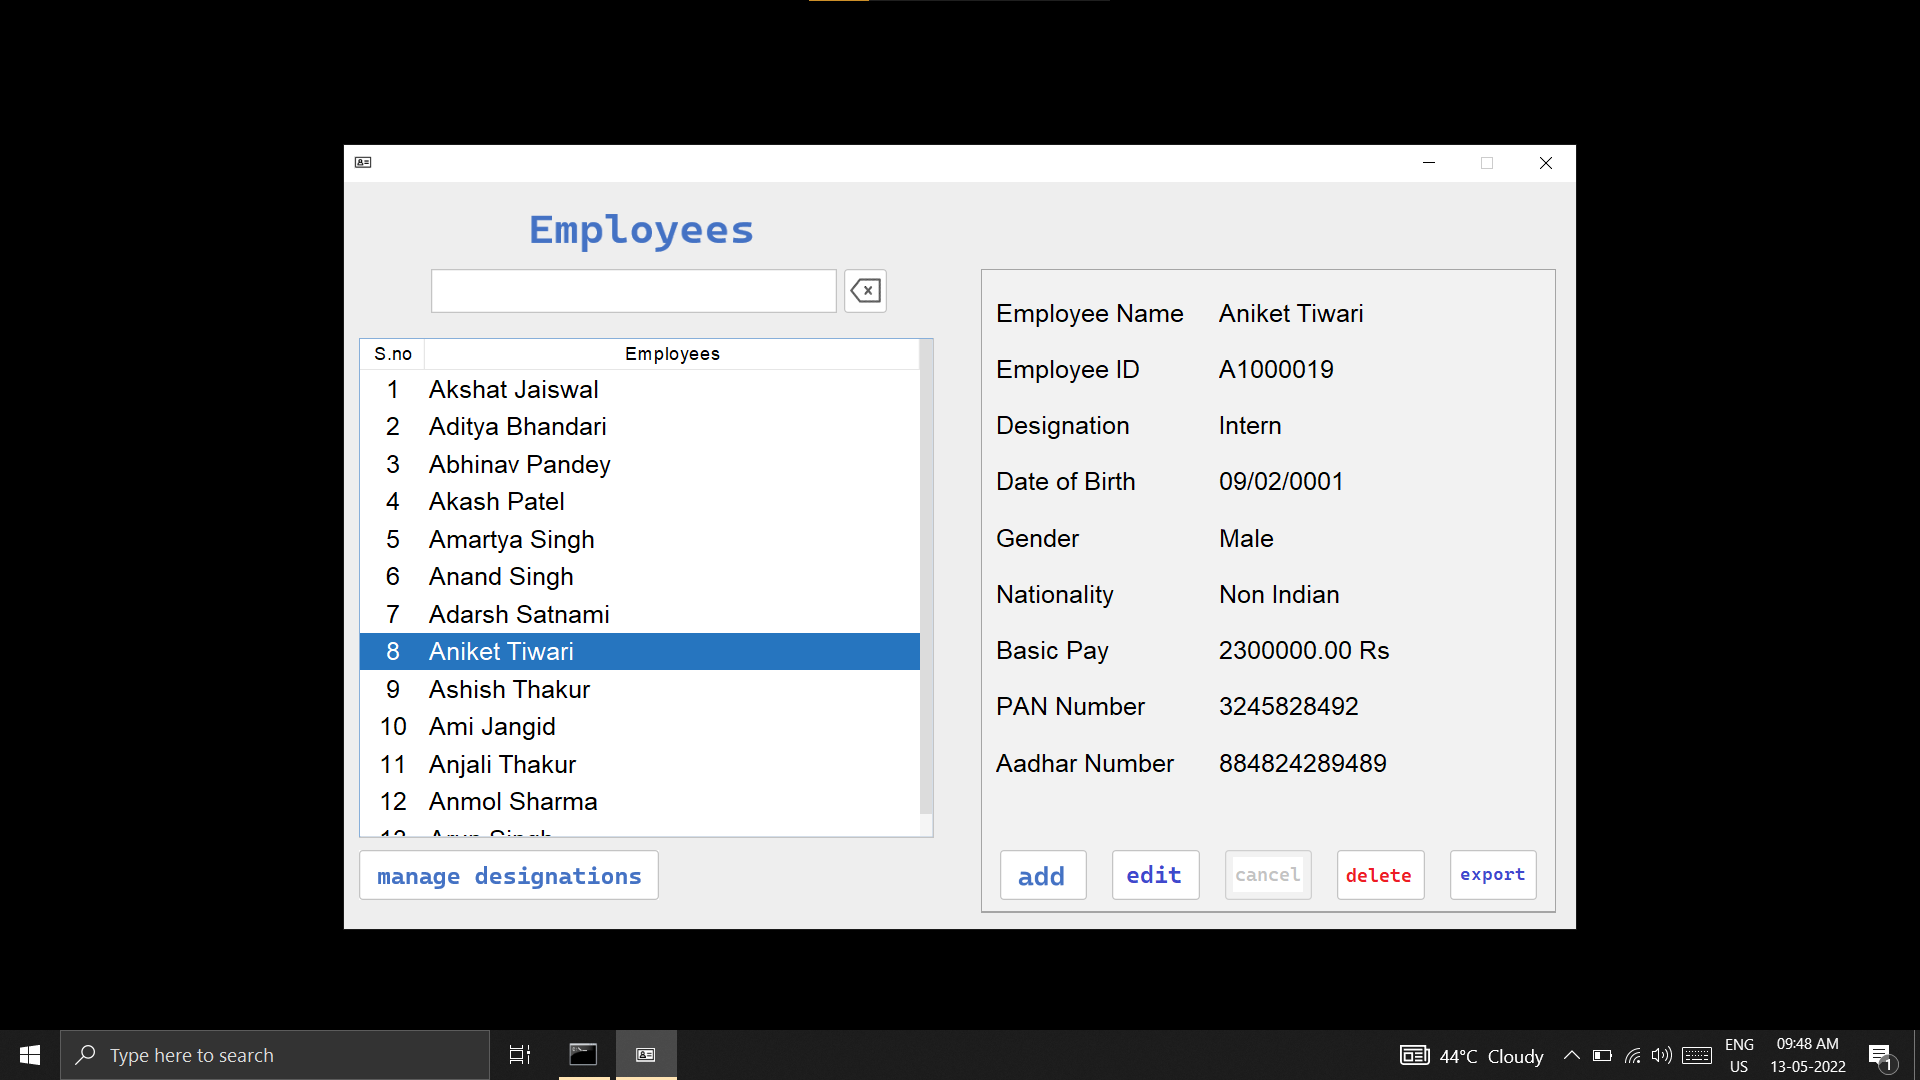 Employees
S.no Employees
1 Akshat Jaiswal
2 Aditya Bhandari
3 Abhinav Pandey
4 Akash Patel
5 Amartya Singh
6 Anand Singh
7 Adarsh Satnami
8 Aniket Tiwari
9 Ashish Thakur
10 Ami Jangid
11 Anjali Thakur
12 Anmol Sharma
manage designations
Employee Name Aniket Tiwari
Employee ID A1000019
Designation Intern
Date of Birth 09/02/0001
Gender Male
Nationality Non Indian
Basic Pay 2300000.00 Rs
PAN Number 3245828492
Aadhar Number 884824289489
add edit cancel delete export
Type here to search
44°C Cloudy
ENG
US
09:48 AM
13-05-2022
1